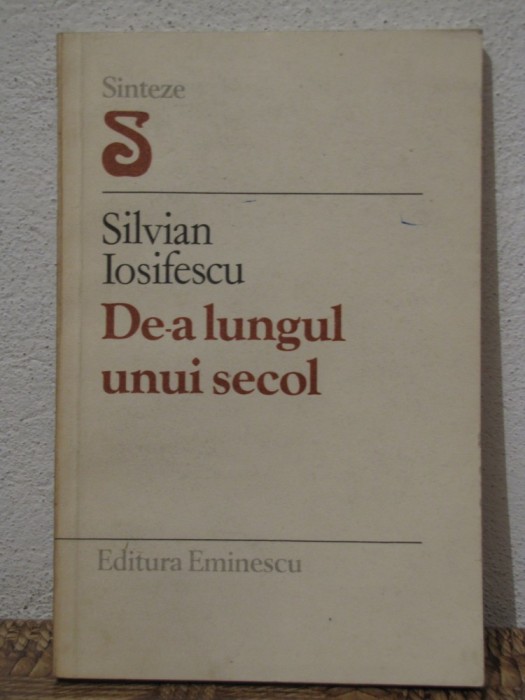 Sinteze
S
Silvian
Iosifescu
De-a lungul
unui secol
Editura Eminescu